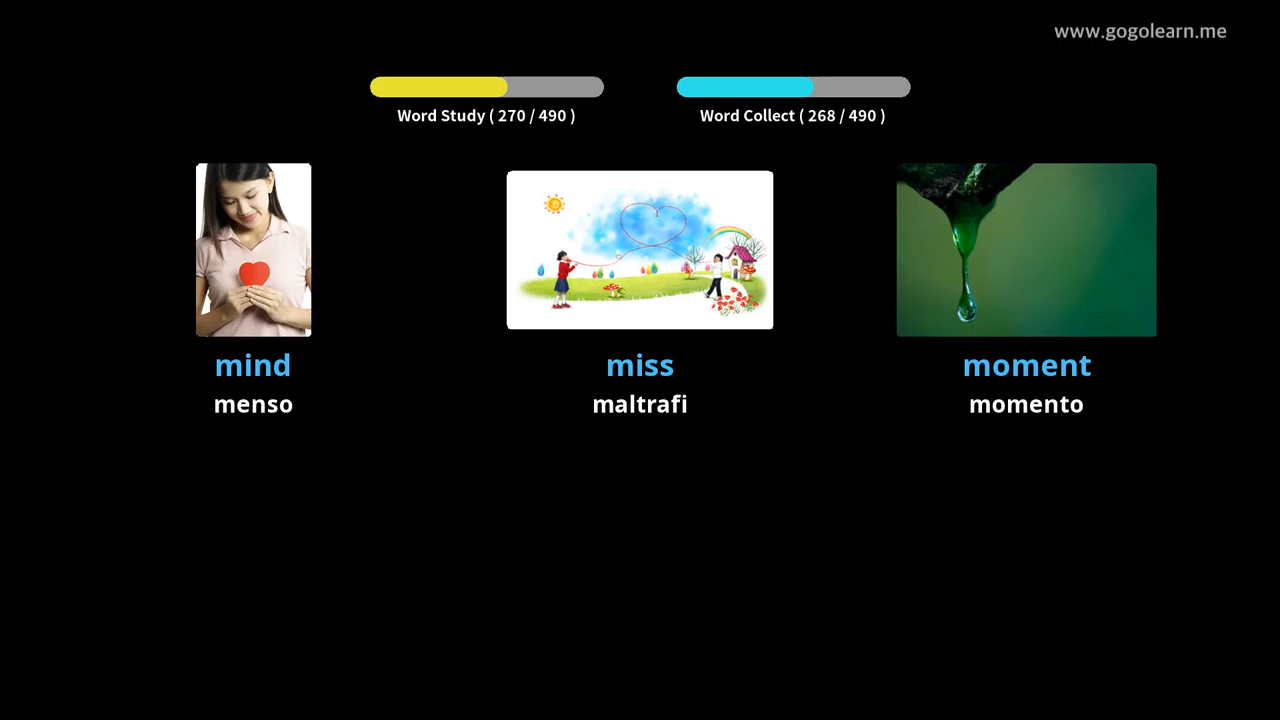 www.gogolearn.me
Word Study ( 270 / 490 )
Word Collect ( 268 / 490 )
mind
miss
moment
menso
maltrafi
momento